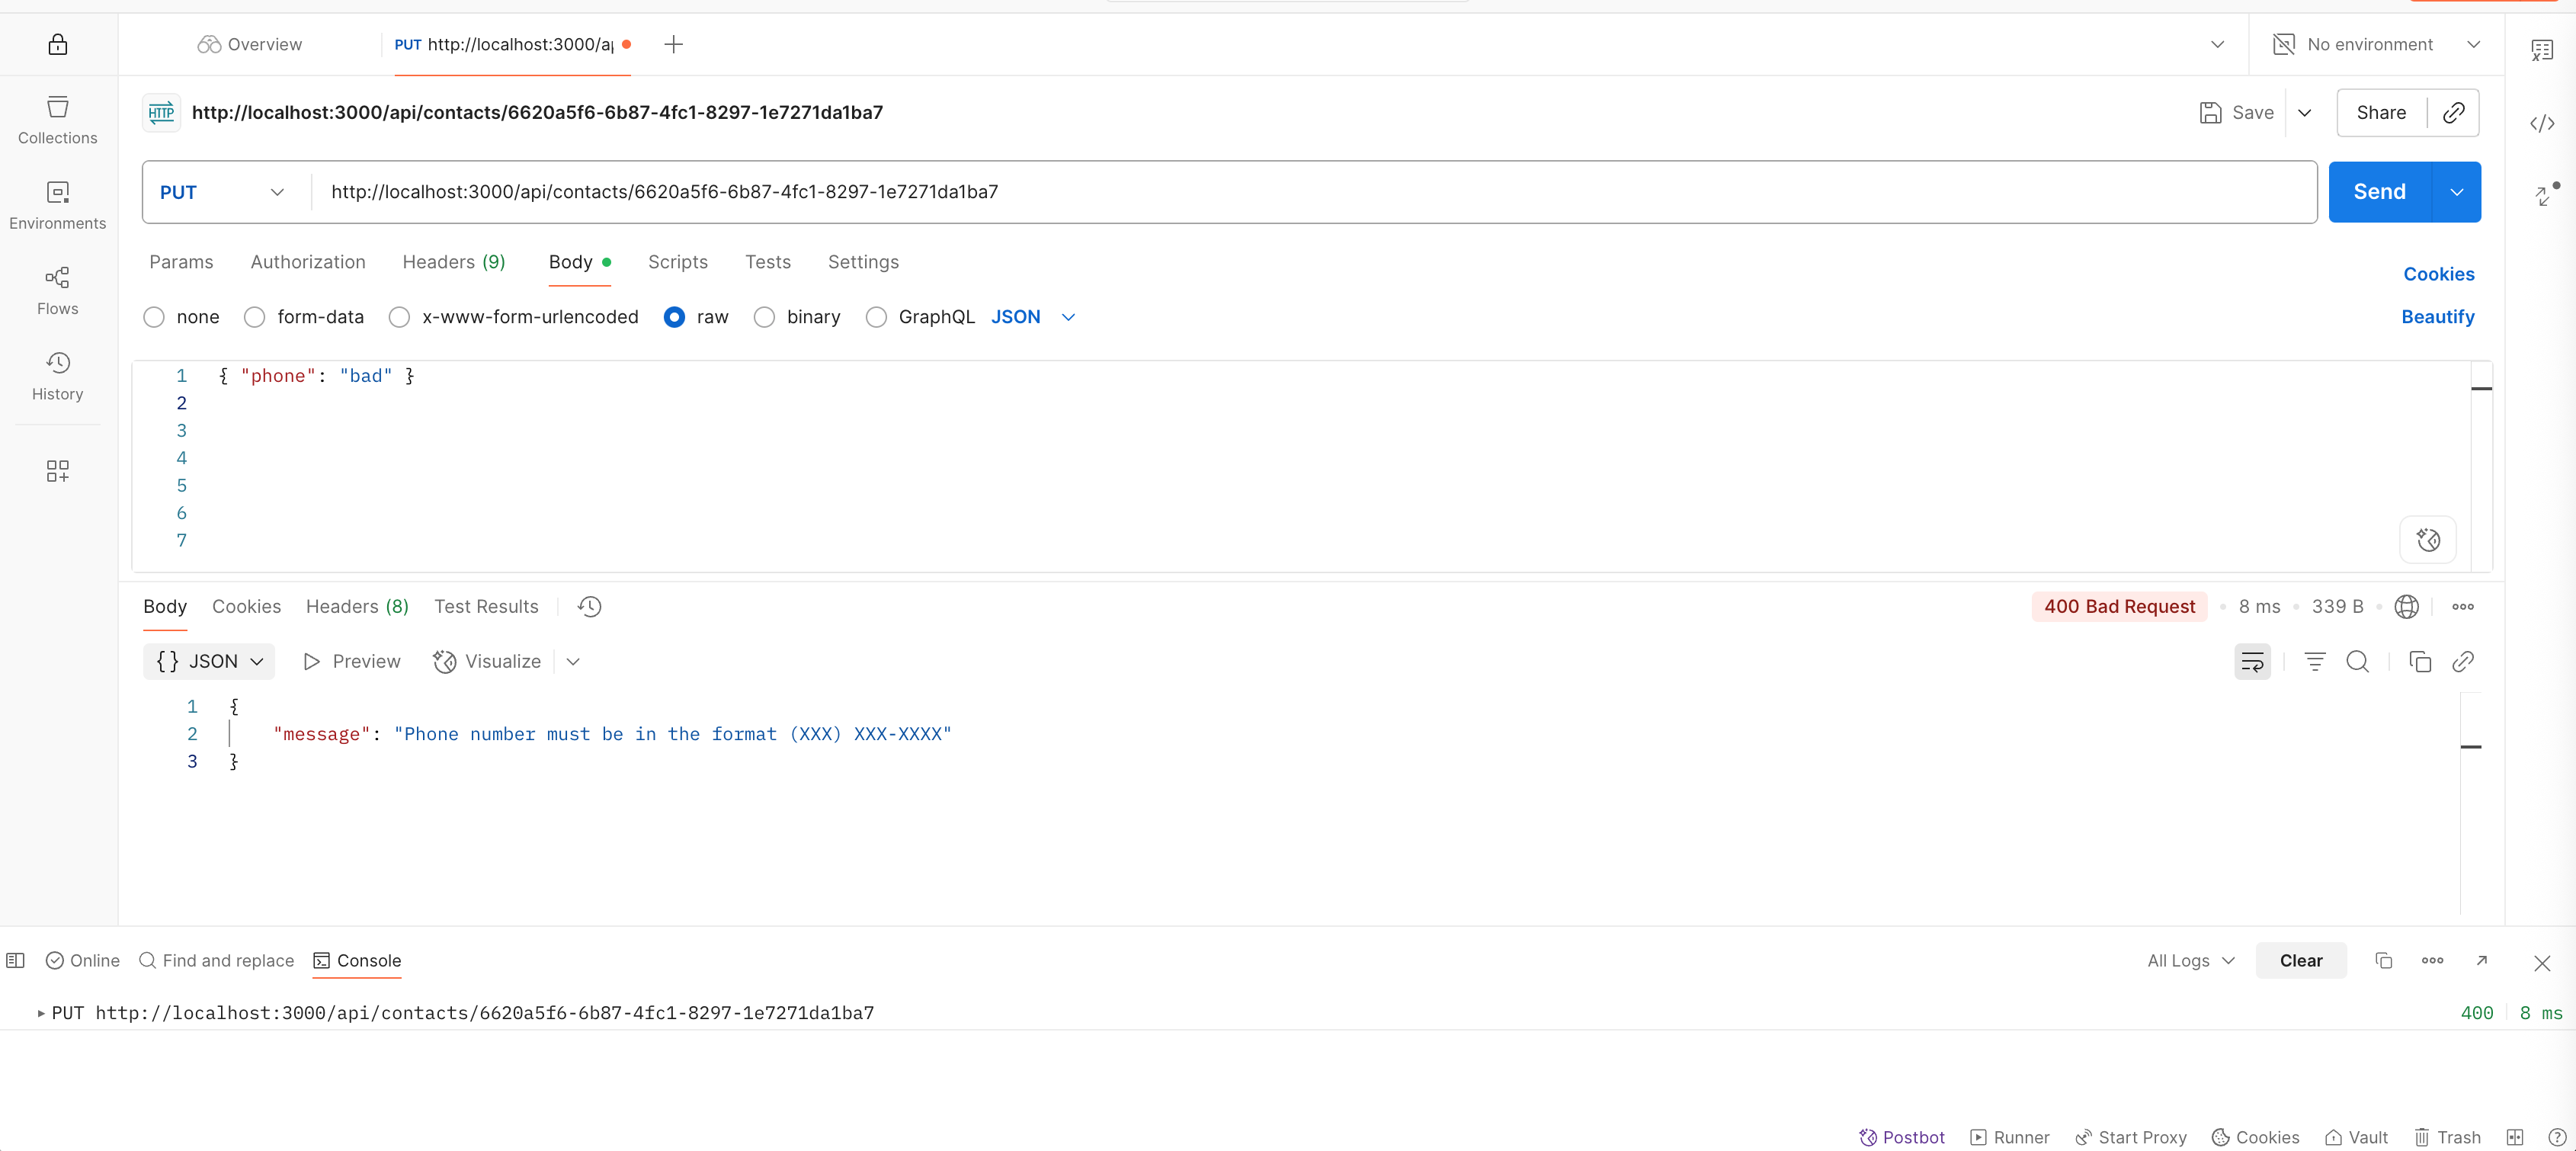 Overview
PUT http://localhost:3000/a
No environment
HTTP http://localhost:3000/api/contacts/6620a5f6-6b87-4fc1-8297-1e7271da1ba7
Save
Share
Collections
Environments
Flows
History
PUT http://localhost:3000/api/contacts/6620a5f6-6b87-4fc1-8297-1e7271da1ba7
Send
Params Authorization Headers (9) Body Scripts Tests Settings
Cookies
none form-data x-www-form-urlencoded raw binary GraphQL JSON
Beautify
1 { "phone": "bad" }
2
3
4
5
6
7
Body Cookies Headers (8) Test Results
400 Bad Request • 8 ms • 339 B •
{} JSON Preview Visualize
1 {
2 "message": "Phone number must be in the format (XXX) XXX-XXXX"
3 }
Online Find and replace Console
All Logs Clear
PUT http://localhost:3000/api/contacts/6620a5f6-6b87-4fc1-8297-1e7271da1ba7
400 8 ms
Postbot Runner Start Proxy Cookies Vault Trash